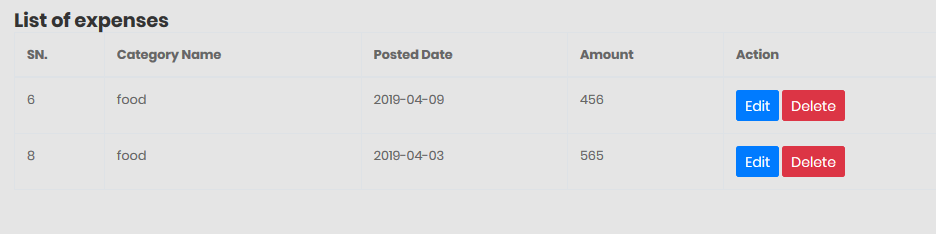 List of expenses
SN. Category Name Posted Date Amount Action
6 food 2019-04-09 456 Edit Delete
8 food 2019-04-03 565 Edit Delete